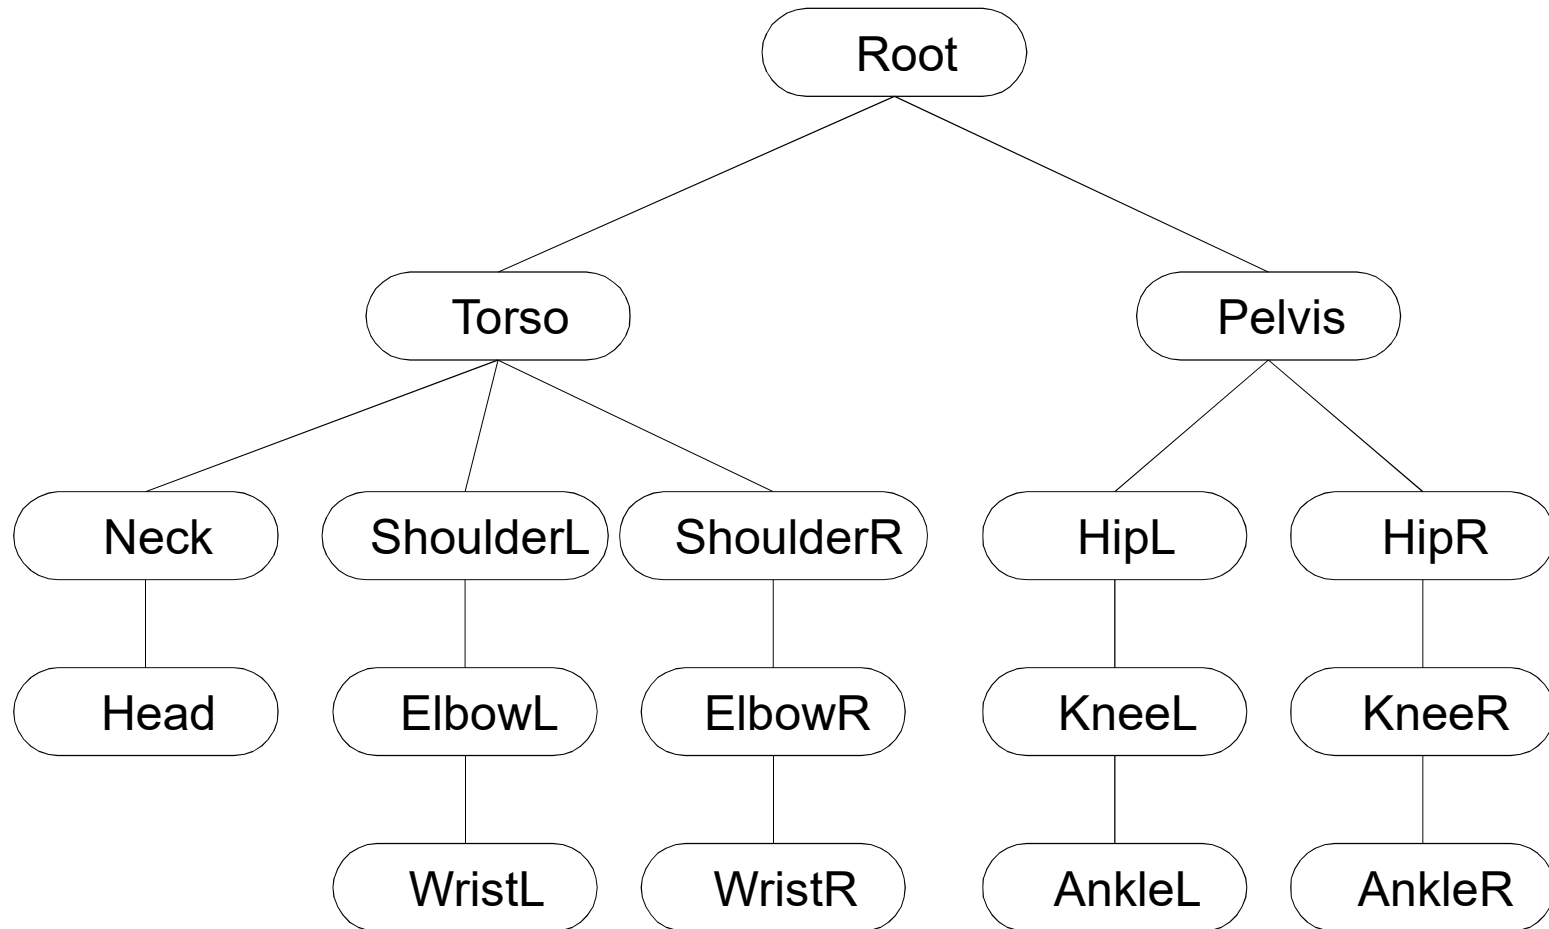 Root
Torso
Pelvis
Neck
ShoulderL
ShoulderR
HipL
HipR
Head
ElbowL
ElbowR
KneeL
KneeR
WristL
WristR
AnkleL
AnkleR